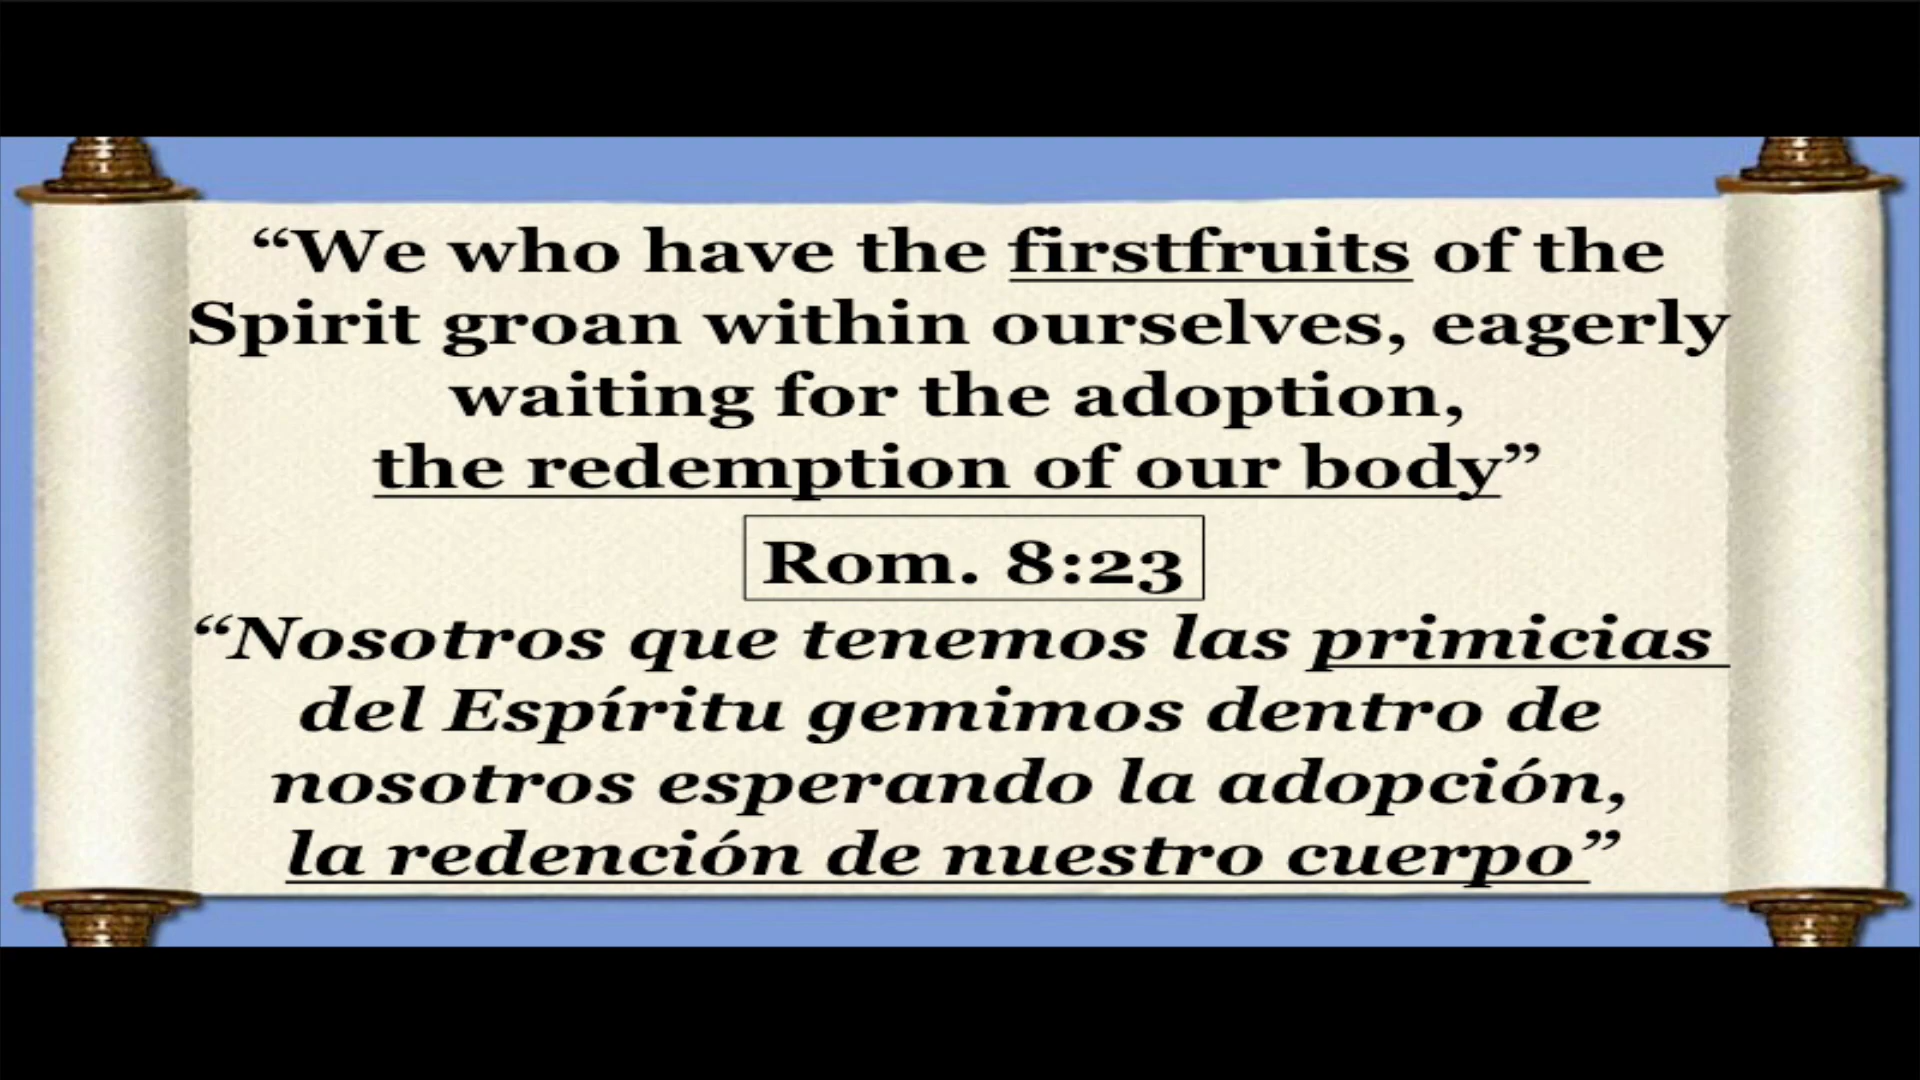 “We who have the firstfruits of the
Spirit groan within ourselves, eagerly
waiting for the adoption,
the redemption of our body”
Rom. 8:23
“Nosotros que tenemos las primicias
del Espíritu gemimos dentro de
nosotros esperando la adopción,
la redención de nuestro cuerpo”